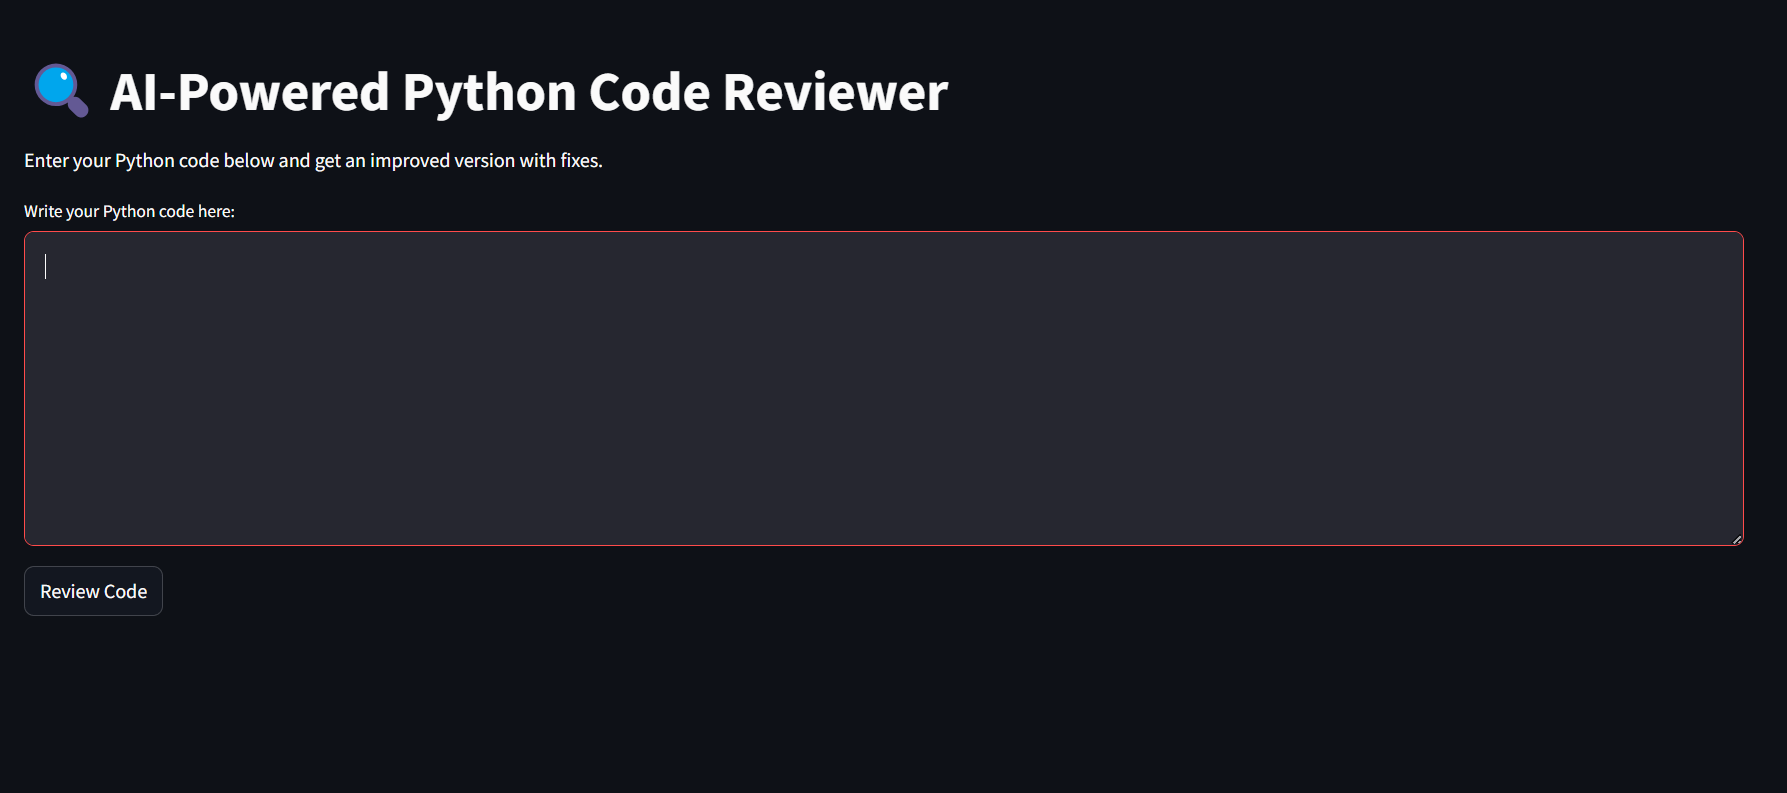 AI-Powered Python Code Reviewer
Enter your Python code below and get an improved version with fixes.
Write your Python code here:
Review Code